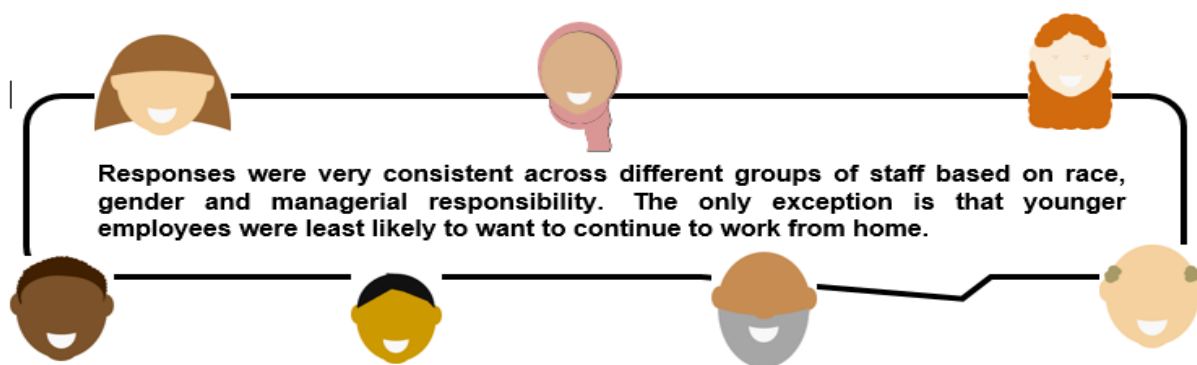 Responses were very consistent across different groups of staff based on race,
gender and managerial responsibility. The only exception is that younger
employees were least likely to want to continue to work from home.